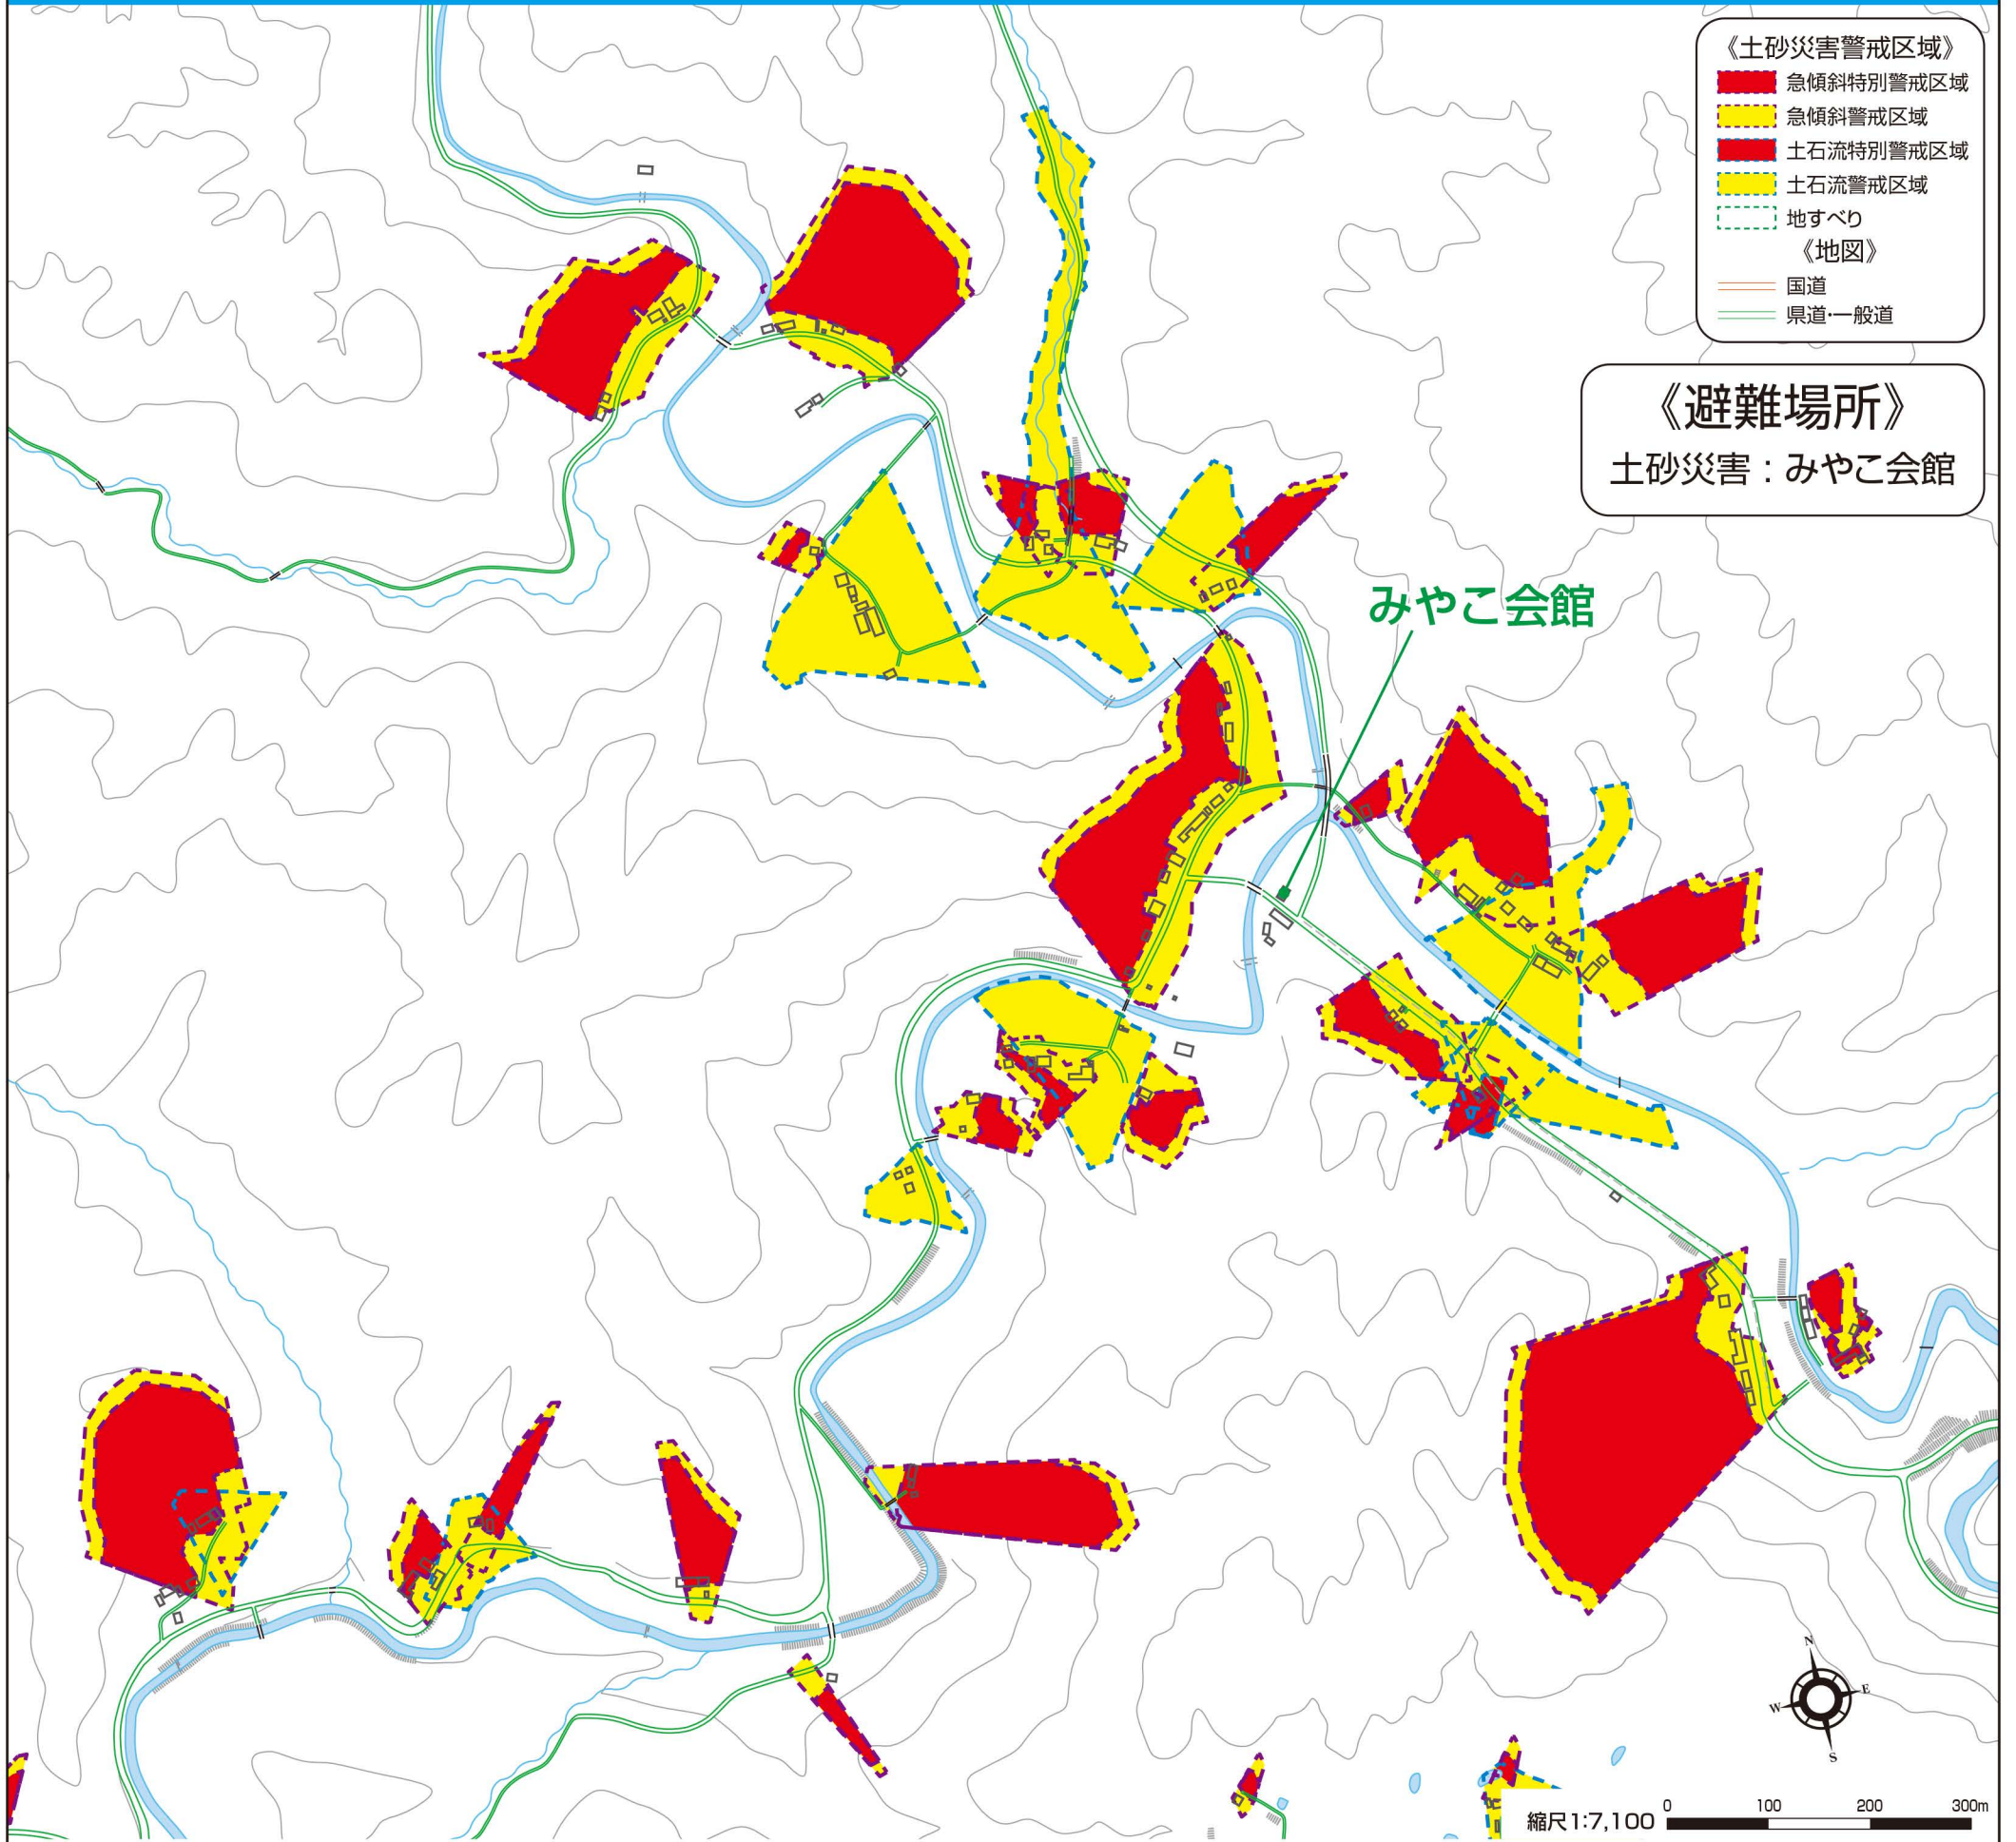 《土砂災害警戒区域》
急傾斜特別警戒区域
急傾斜警戒区域
土石流特別警戒区域
土石流警戒区域
地すべり
《地図》
国道
県道・一般道
《避難場所》
土砂災害：みやこ会館
みやこ会館
N
W
E
S
縮尺1:7,100
0 100 200 300m